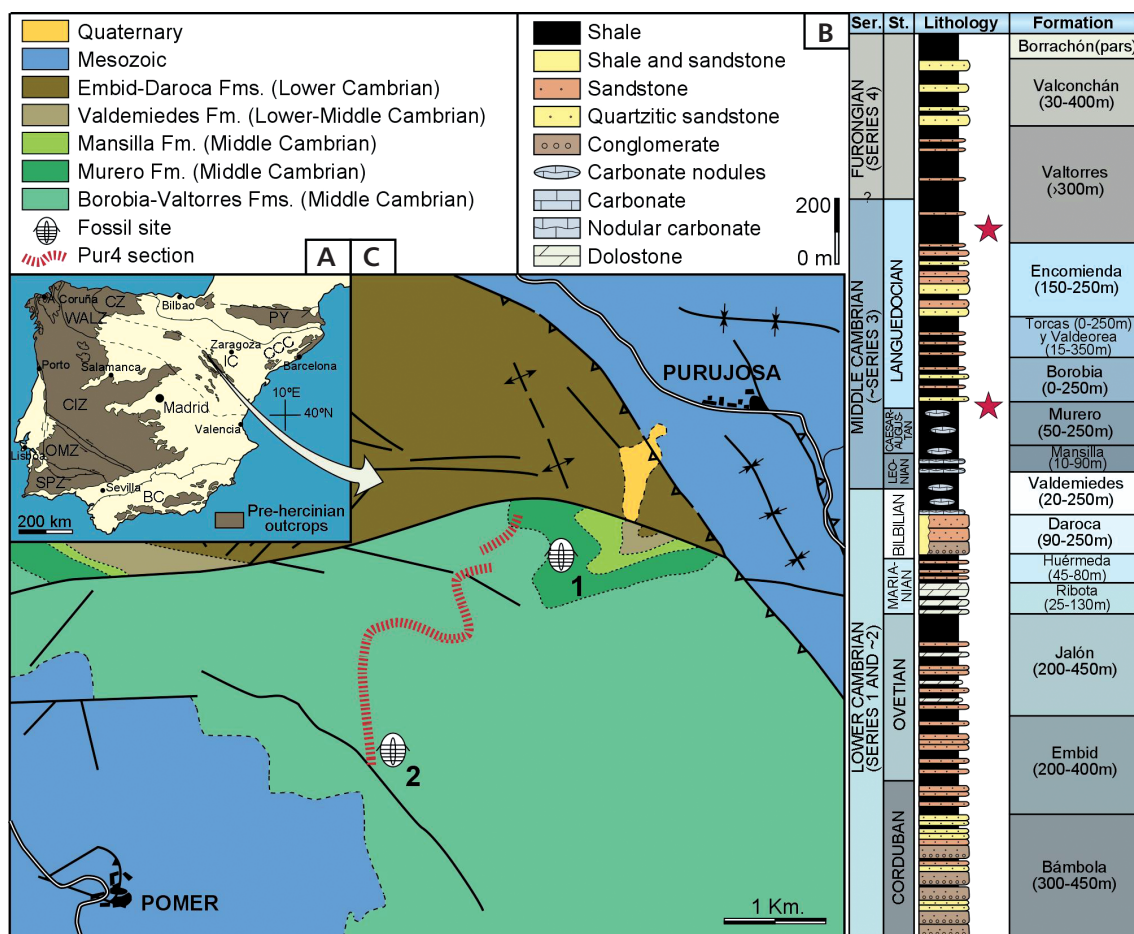 Quaternary
Mesozoic
Embid-Daroca Fms. (Lower Cambrian)
Valdemiedes Fm. (Lower-Middle Cambrian)
Mansilla Fm. (Middle Cambrian)
Murero Fm. (Middle Cambrian)
Borobia-Valtorres Fms. (Middle Cambrian)
Fossil site
Pur4 section
A
C
B
Shale
Shale and sandstone
Sandstone
Quartzitic sandstone
Conglomerate
Carbonate nodules
Carbonate
Nodular carbonate
Dolostone
200
0 m
A Coruña
CZ
Bilbao
WALZ
PY
Zaragoza
CCC
IC
Porto
Salamanca
Barcelona
10ºE
40ºN
CIZ
Madrid
Valencia
Lisboa
OMZ
SPZ
Sevilla
BC
200 km
Pre-hercinian
outcrops
PURUJOSA
1
2
POMER
1 Km.
Ser.
St.
Lithology
Formation
FURONGIAN
(SERIES 4)
?
MIDDLE CAMBRIAN
(~SERIES 3)
LOWER CAMBRIAN
(SERIES 1 AND ~2)
LANGUEDOCIAN
CAESAR-
AUGUS-
TAN
LEO-
NIAN
BILBILIAN
MARIA-
NIAN
OVETIAN
CORDUBAN
Borrachón(pars)
Valconchán
(30-400m)
Valtorres
(>300m)
Encomienda
(150-250m)
Torcas (0-250m)
y Valdeorea
(15-350m)
Borobia
(0-250m)
Murero
(50-250m)
Mansilla
(10-90m)
Valdemiedes
(20-250m)
Daroca
(90-250m)
Huérmeda
(45-80m)
Ribota
(25-130m)
Jalón
(200-450m)
Embid
(200-400m)
Bámbola
(300-450m)